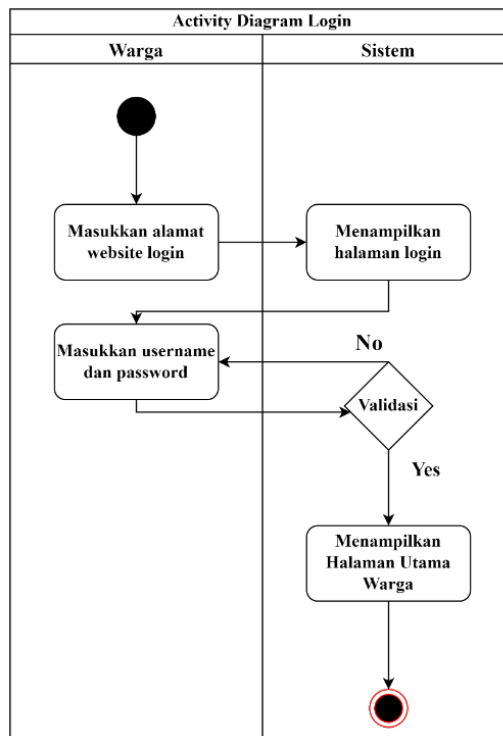 Activity Diagram Login
Warga
Sistem
Masukkan alamat
website login
Menampilkan
halaman login
Masukkan username
dan password
No
Validasi
Yes
Menampilkan
Halaman Utama
Warga